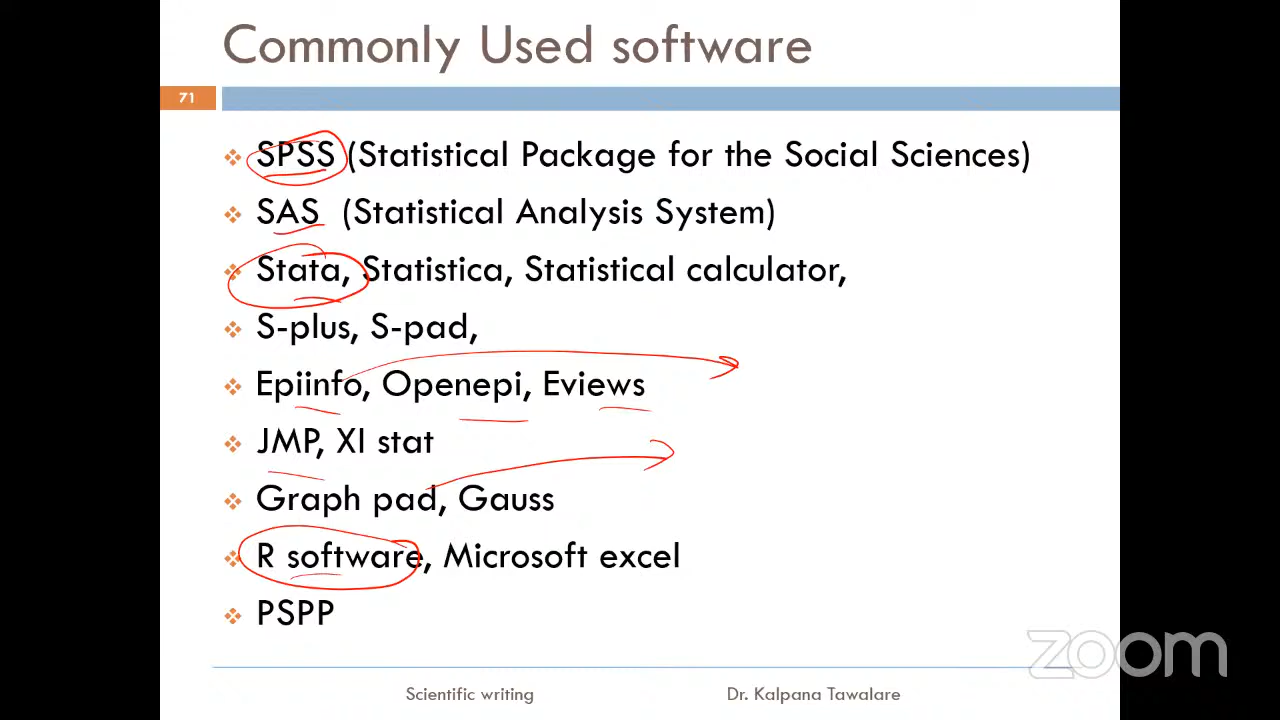 Commonly Used software
71
SPSS (Statistical Package for the Social Sciences)
SAS (Statistical Analysis System)
Stata, Statistica, Statistical calculator,
S-plus, S-pad,
Epiinfo, Openepi, Eviews
JMP, XI stat
Graph pad, Gauss
R software, Microsoft excel
PSPP
zoom
Scientific writing Dr. Kalpana Tawalare